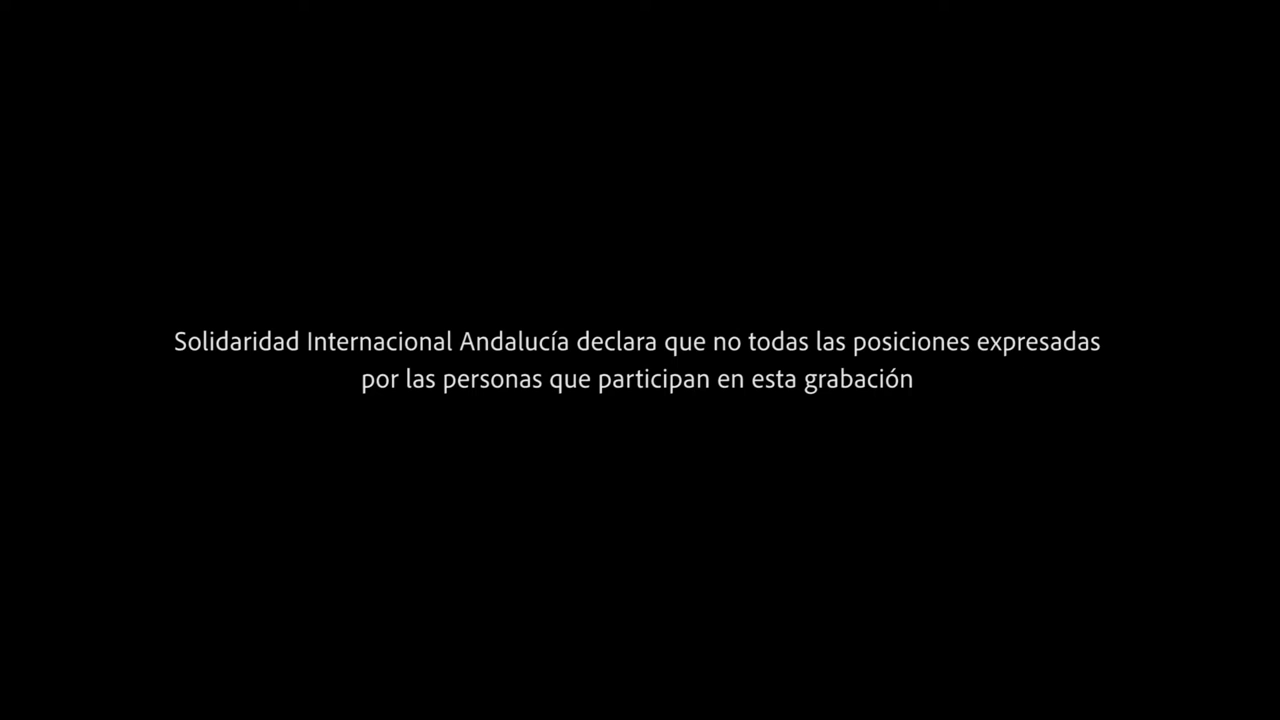 Solidaridad Internacional Andalucía declara que no todas las posiciones expresadas
por las personas que participan en esta grabación